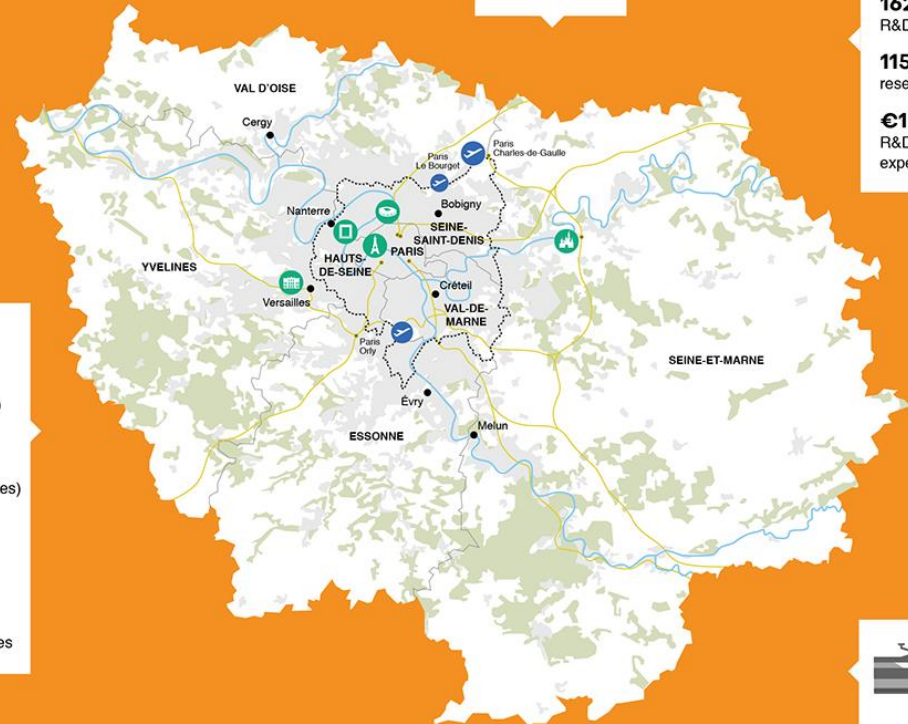 VAL D'OISE
Cergy
Paris
Le Bourget
Paris
Charles-de-Gaulle
Nanterre
Bobigny
SEINE-
SAINT-DENIS
HAUTS-
DE-SEINE
PARIS
YVELINES
Versailles
Créteil
VAL-DE-
MARNE
Paris
Orly
SEINE-ET-MARNE
Évry
Melun
ESSONNE
162
R&D
115
rese
€1
R&D
expe
)
es)
es